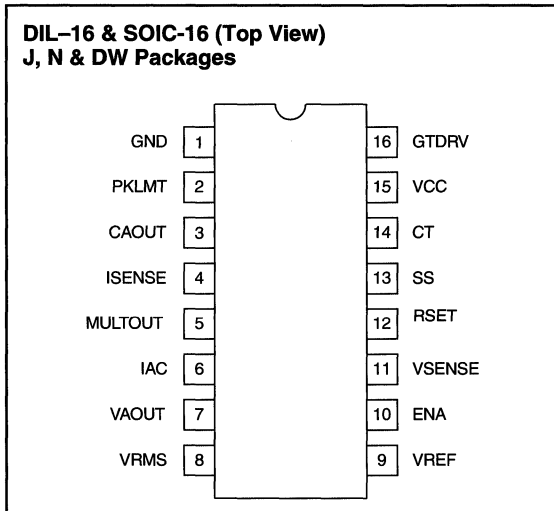 DIL–16 & SOIC-16 (Top View)
J, N & DW Packages
GND 1 16 GTDRV
PKLMT 2 15 VCC
CAOUT 3 14 CT
ISENSE 4 13 SS
MULTOUT 5 12 RSET
IAC 6 11 VSENSE
VAOUT 7 10 ENA
VRMS 8 9 VREF